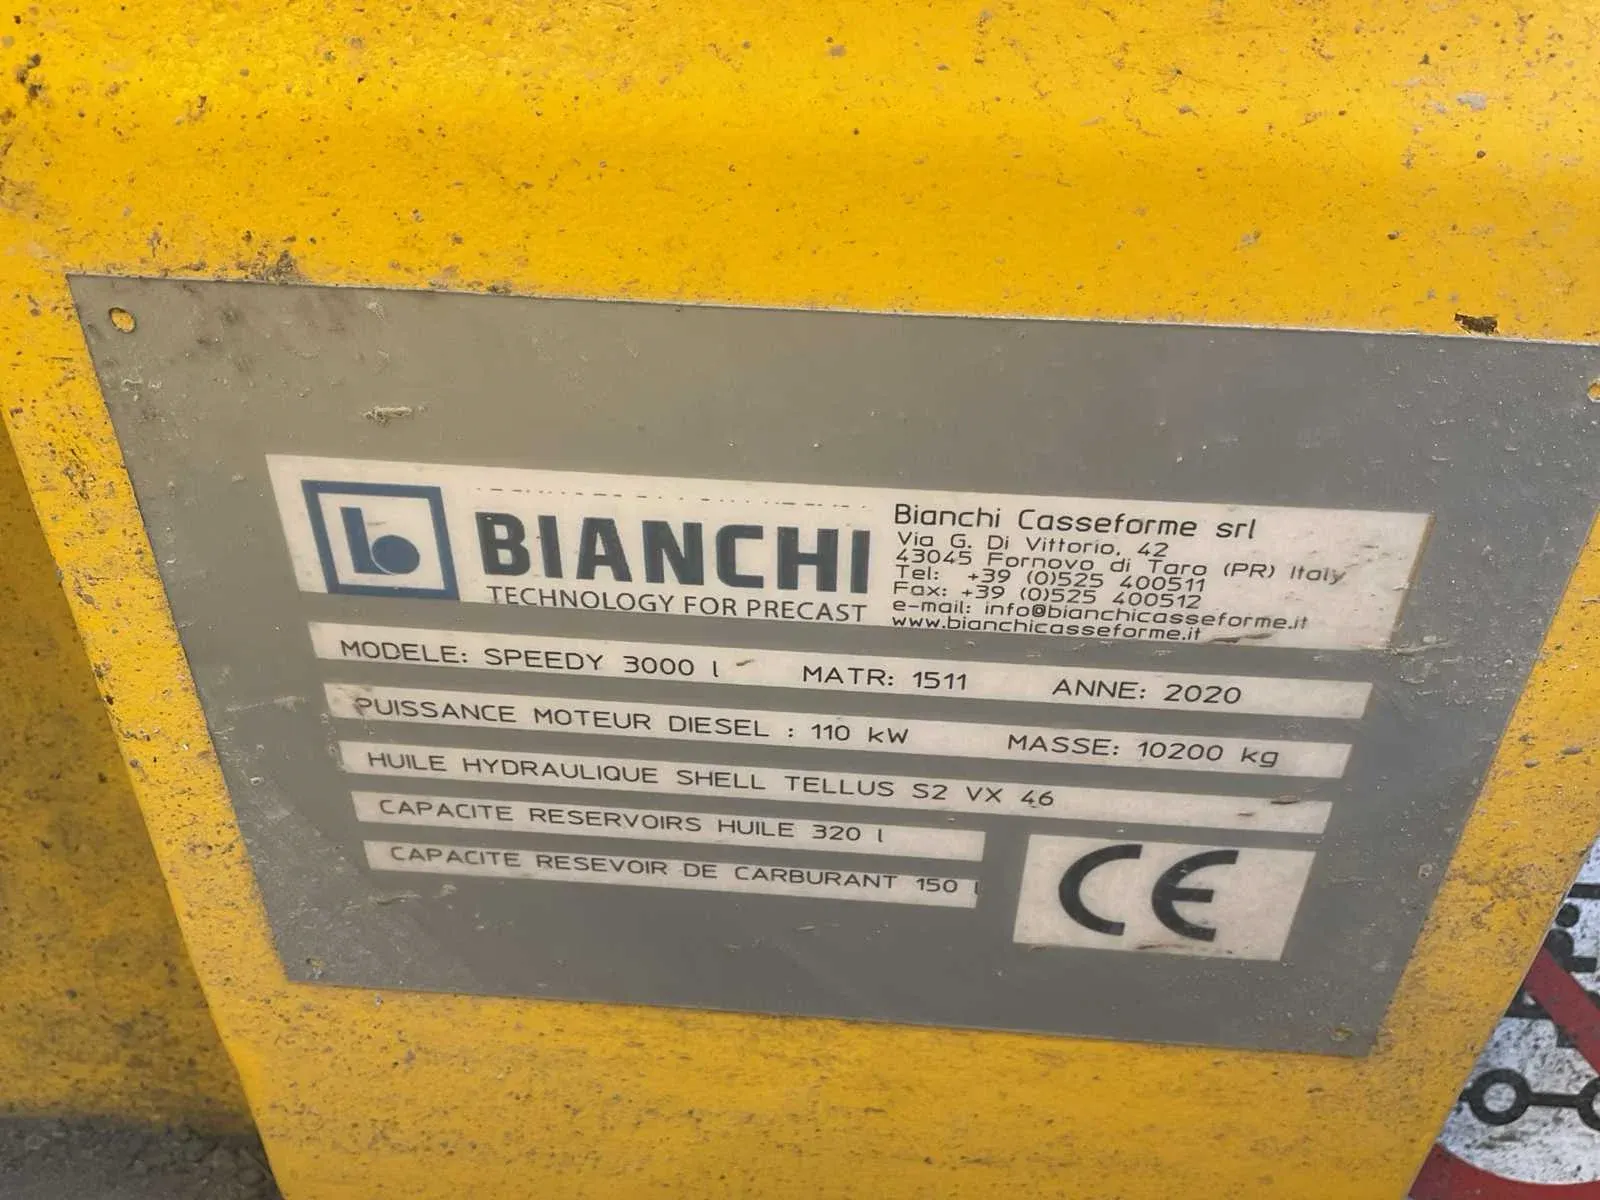 BIANCHI
TECHNOLOGY FOR PRECAST
Bianchi Casseforme srl
Via G. Di Vittorio, 42
43045 Fornovo di Taro (PR) Italy
Tel: +39 (0)525 400511
Fax: +39 (0)525 400512
e-mail: info@bianchicasseforme.it
www.bianchicasseforme.it
MODELE: SPEEDY 3000 l MATR: 1511 ANNE: 2020
PUISSANCE MOTEUR DIESEL : 110 kW MASSE: 10200 kg
HUILE HYDRAULIQUE SHELL TELLUS S2 VX 46
CAPACITE RESERVOIRS HUILE 320 l
CAPACITE RESEVOIR DE CARBURANT 150 l
CE